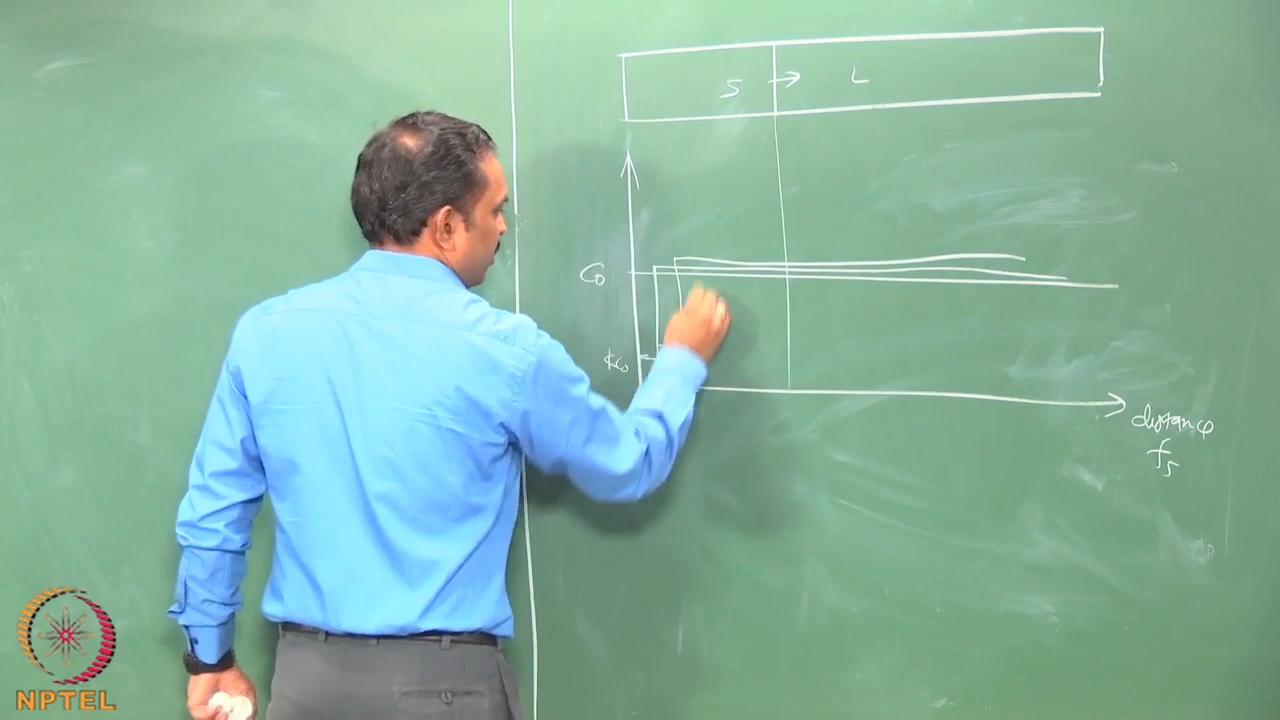 S → L
C₀
kC₀
distance
fs
NPTEL